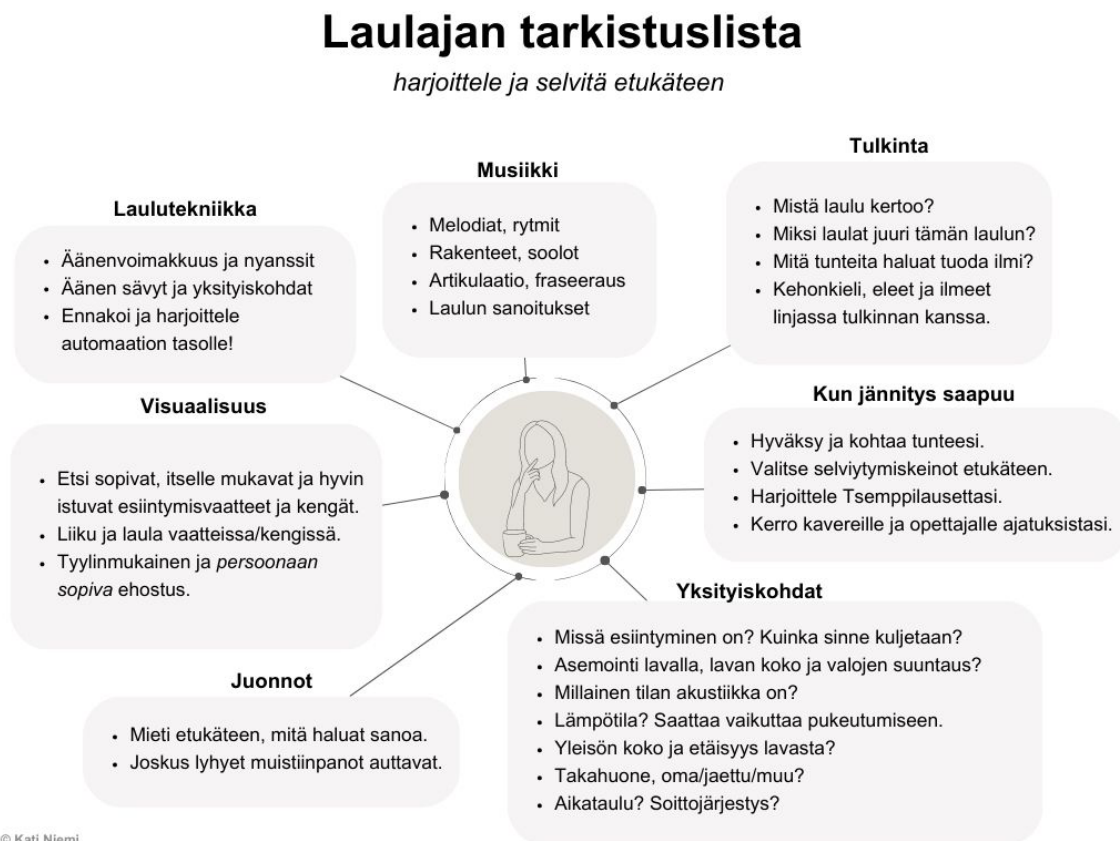 Laulajan tarkistuslista
harjoittele ja selvitä etukäteen
Laulutekniikka
• Äänenvoimakkuus ja nyanssit
• Äänen sävyt ja yksityiskohdat
• Ennakoi ja harjoittele
automaation tasolle!
Musiikki
• Melodiat, rytmit
• Rakenteet, soolot
• Artikulaatio, fraseeraus
• Laulun sanoitukset
Tulkinta
• Mistä laulu kertoo?
• Miksi laulat juuri tämän laulun?
• Mitä tunteita haluat tuoda ilmi?
• Kehonkieli, eleet ja ilmeet
linjassa tulkinnan kanssa.
Visuaalisuus
• Etsi sopivat, itselle mukavat ja hyvin
istuvat esiintymisvaatteet ja kengät.
• Liiku ja laula vaatteissa/kengissä.
• Tyylinmukainen ja persoonaan
sopiva ehostus.
Kun jännitys saapuu
• Hyväksy ja kohtaa tunteesi.
• Valitse selviytymiskeinot etukäteen.
• Harjoittele Tsemppilausettasi.
• Kerro kavereille ja opettajalle ajatuksistasi.
Juonnot
• Mieti etukäteen, mitä haluat sanoa.
• Joskus lyhyet muistiinpanot auttavat.
Yksityiskohdat
• Missä esiintyminen on? Kuinka sinne kuljetaan?
• Asemointi lavalla, lavan koko ja valojen suuntaus?
• Millainen tilan akustiikka on?
• Lämpötila? Saattaa vaikuttaa pukeutumiseen.
• Yleisön koko ja etäisyys lavasta?
• Takahuone, oma/jaettu/muu?
• Aikataulu? Soittojärjestys?
© Kati Niemi